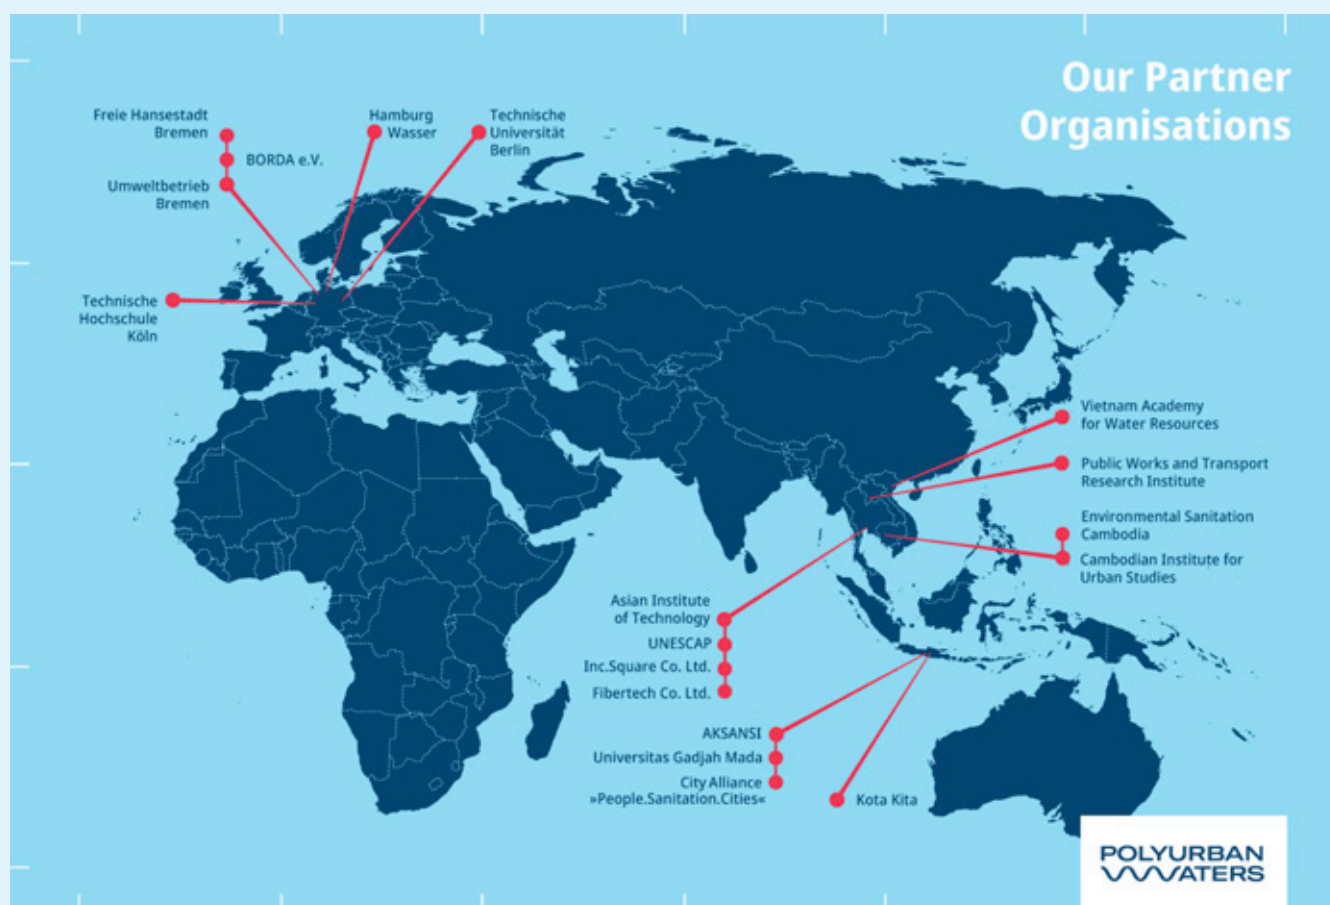 Our Partner
Organisations
Freie Hansestadt
Bremen
BORDA e.V.
Umweltbetrieb
Bremen
Hamburg
Wasser
Technische
Universität
Berlin
Technische
Hochschule
Köln
Vietnam Academy
for Water Resources
Public Works and Transport
Research Institute
Environmental Sanitation
Cambodia
Cambodian Institute for
Urban Studies
Asian Institute
of Technology
UNESCAP
Inc.Square Co. Ltd.
Fibertech Co. Ltd.
AKSANSI
Universitas Gadjah Mada
City Alliance
»People.Sanitation.Cities«
Kota Kita
POLYURBAN
WATERS